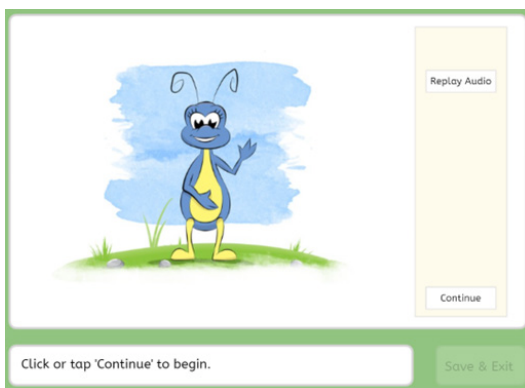 Replay Audio
Continue
Click or tap 'Continue' to begin.
Save & Exit